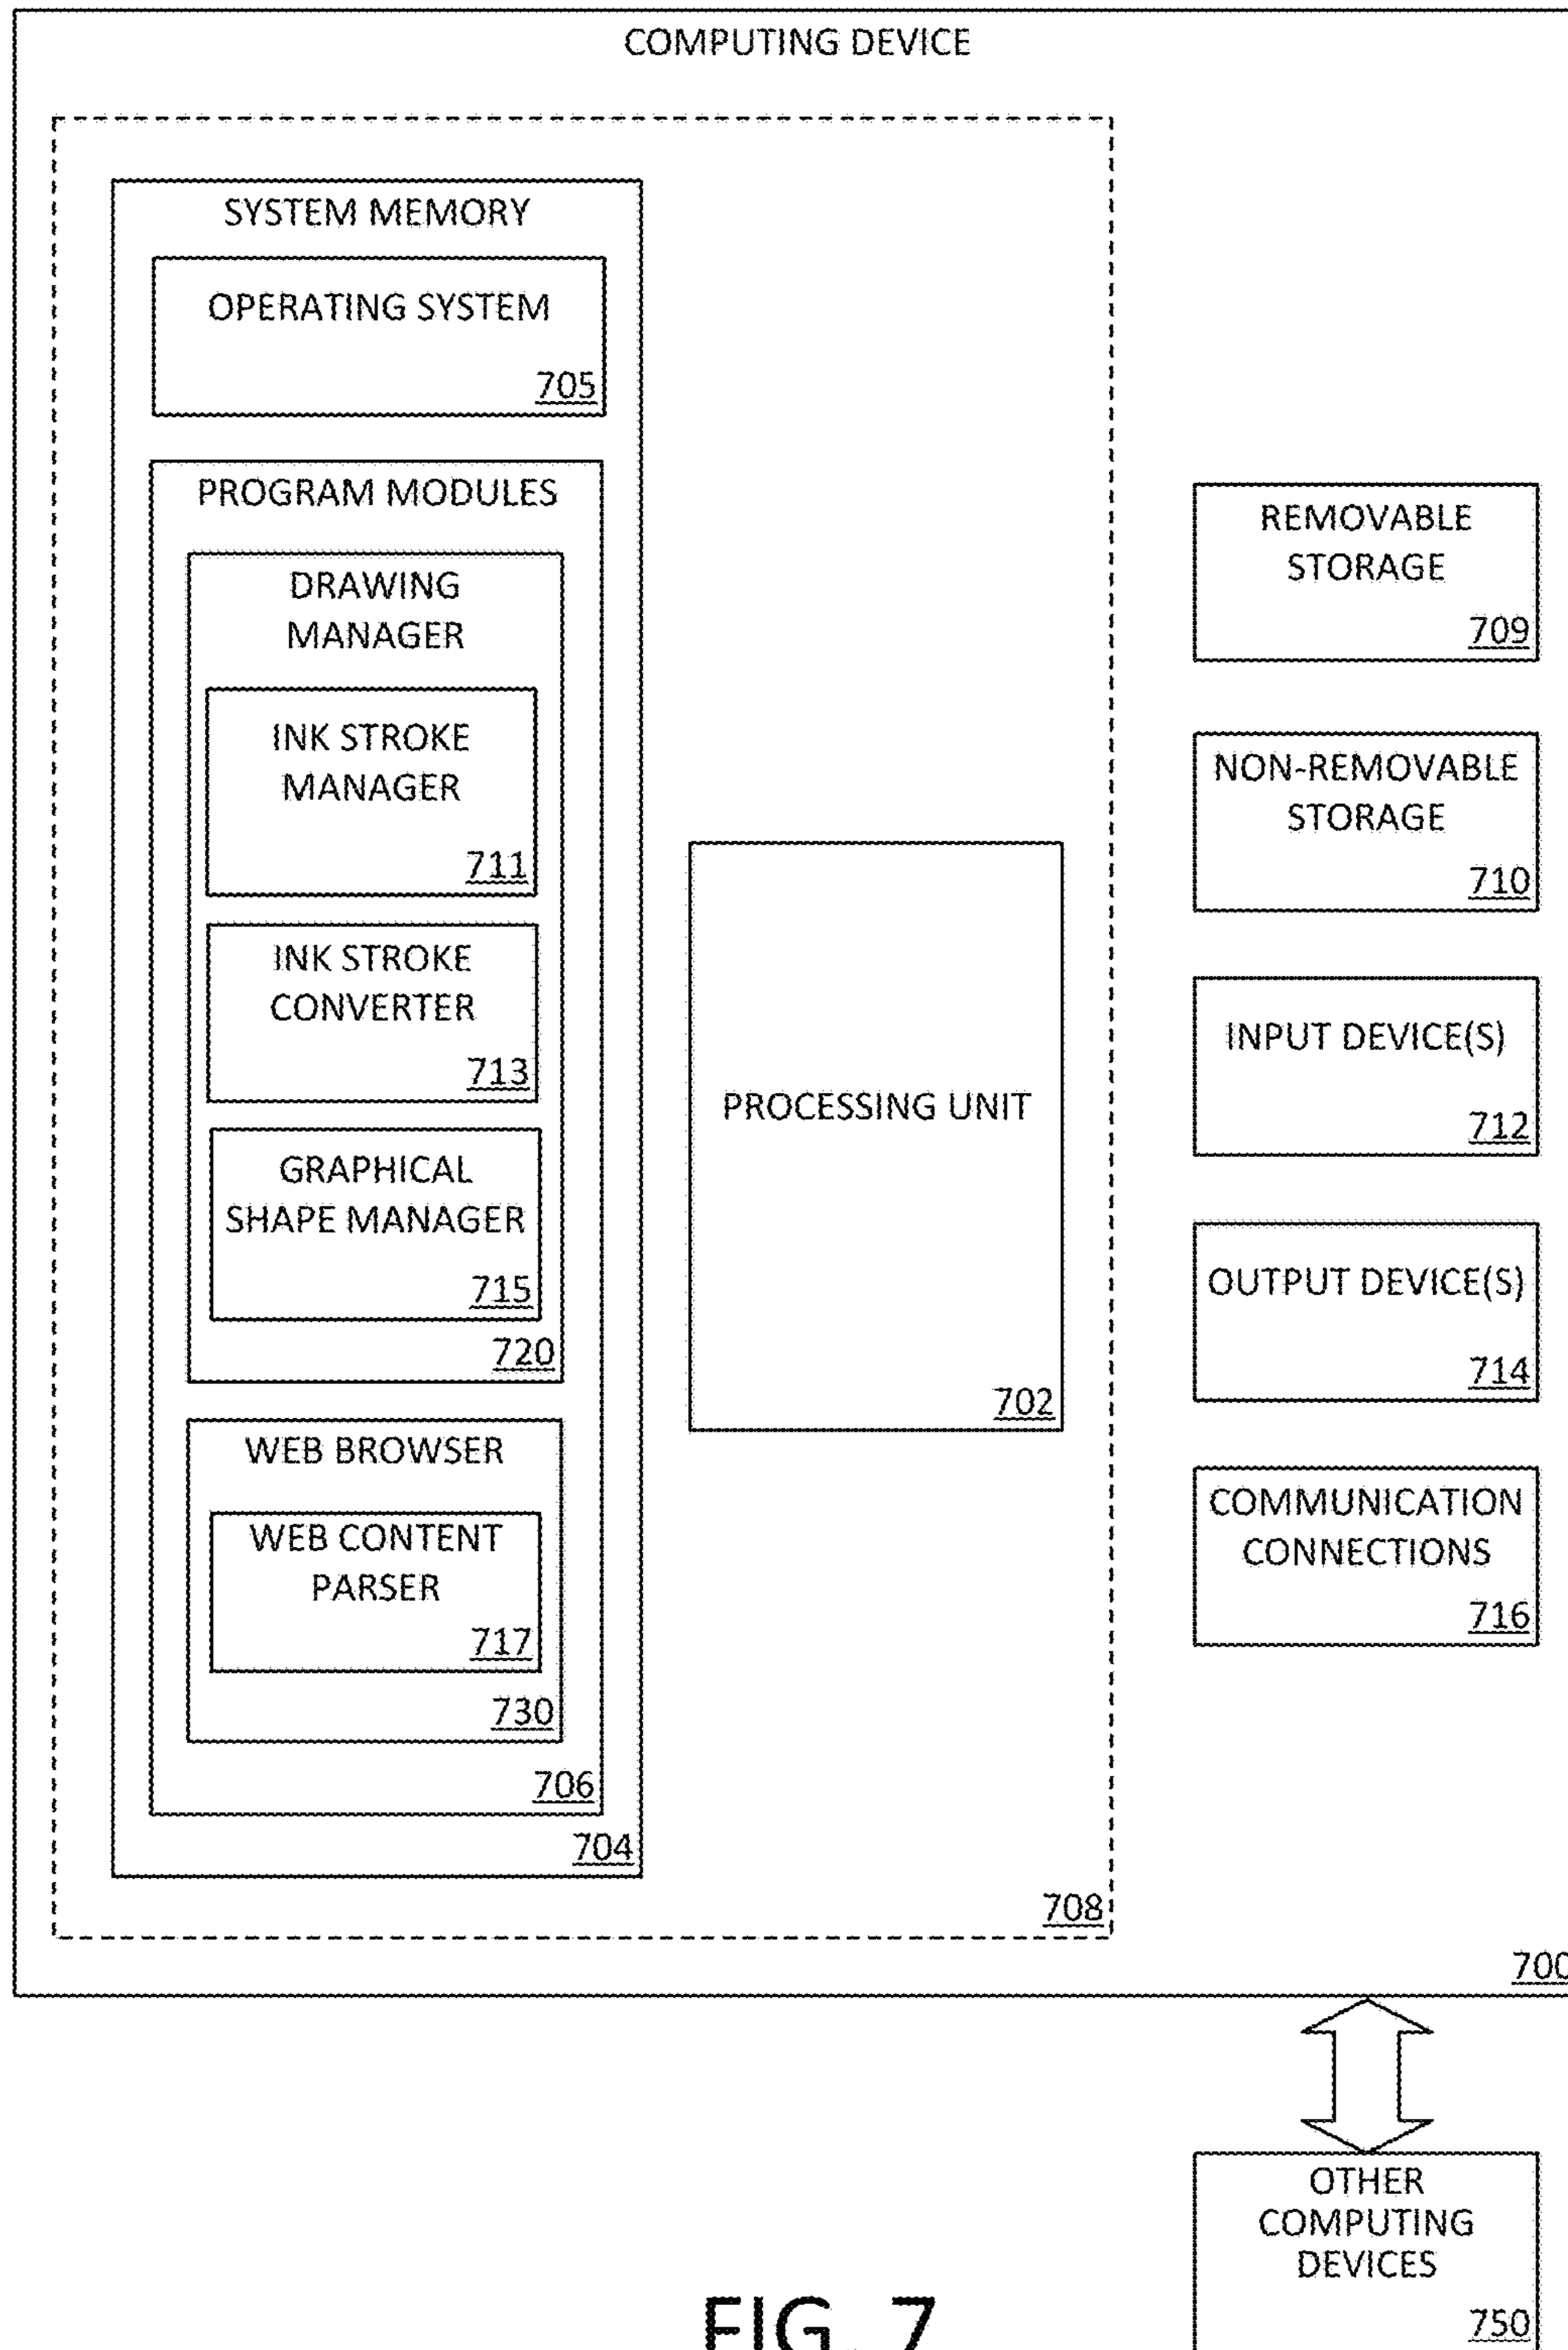 COMPUTING DEVICE
SYSTEM MEMORY
OPERATING SYSTEM
705
PROGRAM MODULES
DRAWING
MANAGER
INK STROKE
MANAGER
711
INK STROKE
CONVERTER
713
GRAPHICAL
SHAPE MANAGER
715
720
WEB BROWSER
WEB CONTENT
PARSER
717
730
706
704
PROCESSING UNIT
702
708
REMOVABLE
STORAGE
709
NON-REMOVABLE
STORAGE
710
INPUT DEVICE(S)
712
OUTPUT DEVICE(S)
714
COMMUNICATION
CONNECTIONS
716
700
OTHER
COMPUTING
DEVICES
750
FIG. 7